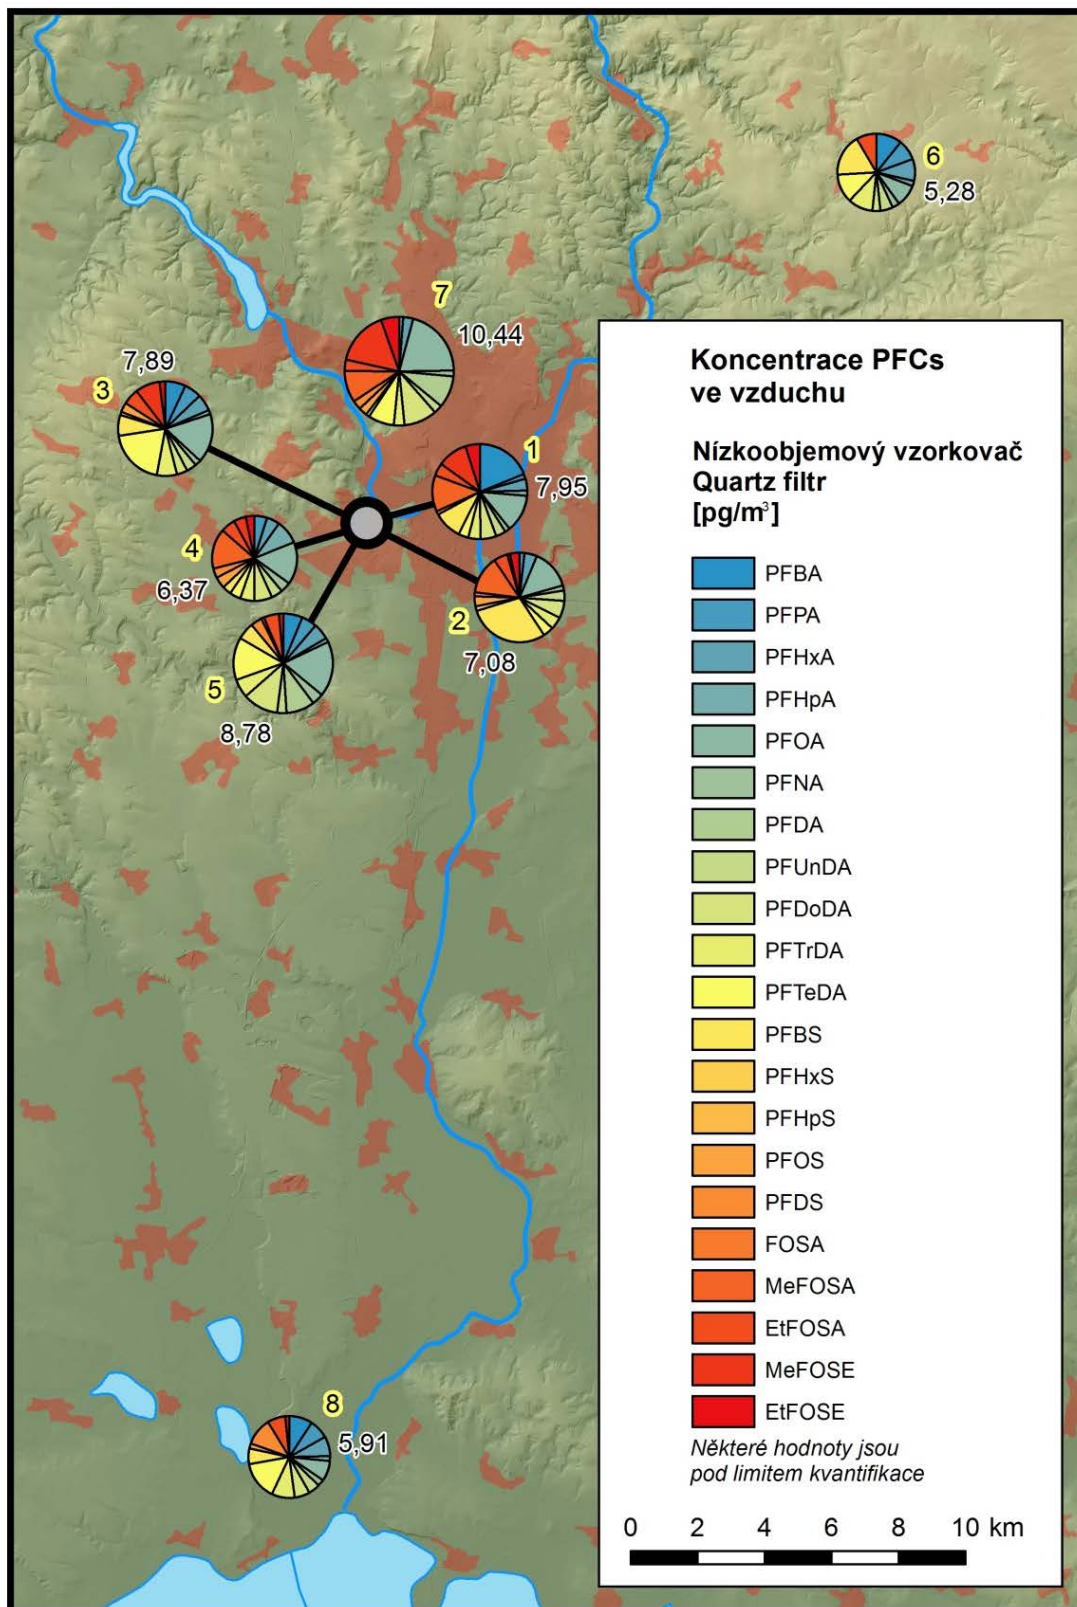 6
5,28
7
10,44
7,89
3
1
7,95
4
6,37
2
7,08
5
8,78
8
5,91
Koncentrace PFCs
ve vzduchu
Nízkoobjemový vzorkovač
Quartz filtr
[pg/m³]
PFBA
PFPA
PFHxA
PFHpA
PFOA
PFNA
PFDA
PFUnDA
PFDoDA
PFTrDA
PFTeDA
PFBS
PFHxS
PFHpS
PFOS
PFDS
FOSA
MeFOSA
EtFOSA
MeFOSE
EtFOSE
Některé hodnoty jsou
pod limitem kvantifikace
0 2 4 6 8 10 km